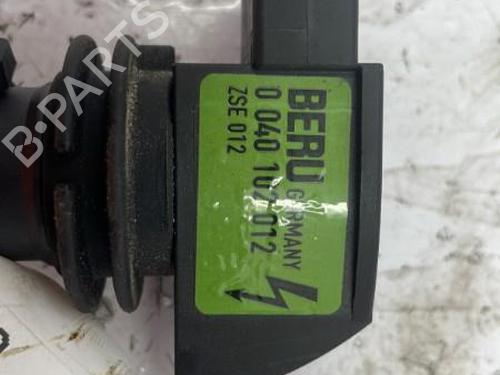 BERU GERMANY
0 040 102 012
ZSE 012
B-PARTS